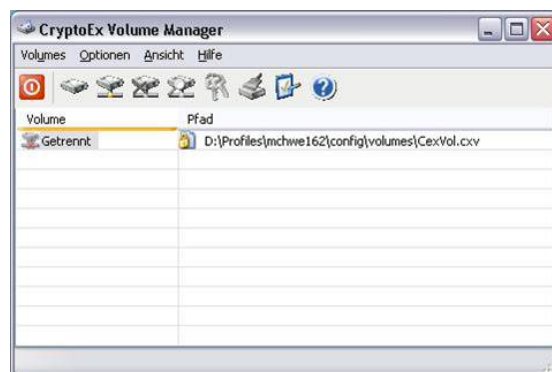 CryptoEx Volume Manager
Volumes Optionen Ansicht Hilfe
Volume Pfad
Getrennt D:\Profiles\mchwe162\config\volumes\CexVol.cxv